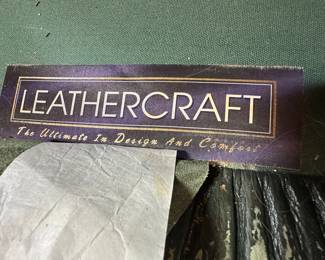 LEATHERCRAFT
The Ultimate In Design And Comfort